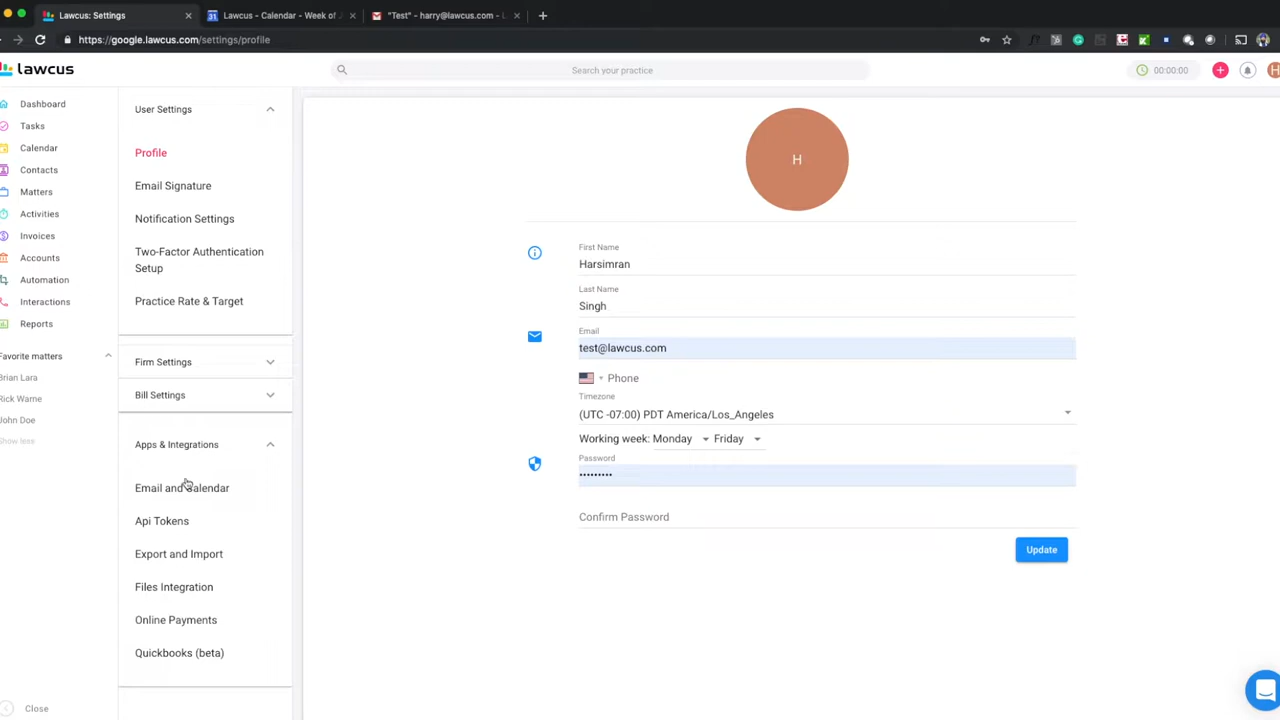 Lawcus: Settings
Lawcus - Calendar - Week of J
"Test" - harry@lawcus.com - L
https://google.lawcus.com/settings/profile
lawcus
Search your practice
00:00:00
H
Dashboard
Tasks
Calendar
Contacts
Matters
Activities
Invoices
Accounts
Automation
Interactions
Reports
Favorite matters
Brian Lara
Rick Warne
John Doe
Show less
Close
User Settings
Profile
Email Signature
Notification Settings
Two-Factor Authentication
Setup
Practice Rate & Target
Firm Settings
Bill Settings
Apps & Integrations
Email and Calendar
Api Tokens
Export and Import
Files Integration
Online Payments
Quickbooks (beta)
H
First Name
Harsimran
Last Name
Singh
Email
test@lawcus.com
Phone
Timezone
(UTC -07:00) PDT America/Los_Angeles
Working week: Monday Friday
Password
•••••••••
Confirm Password
Update